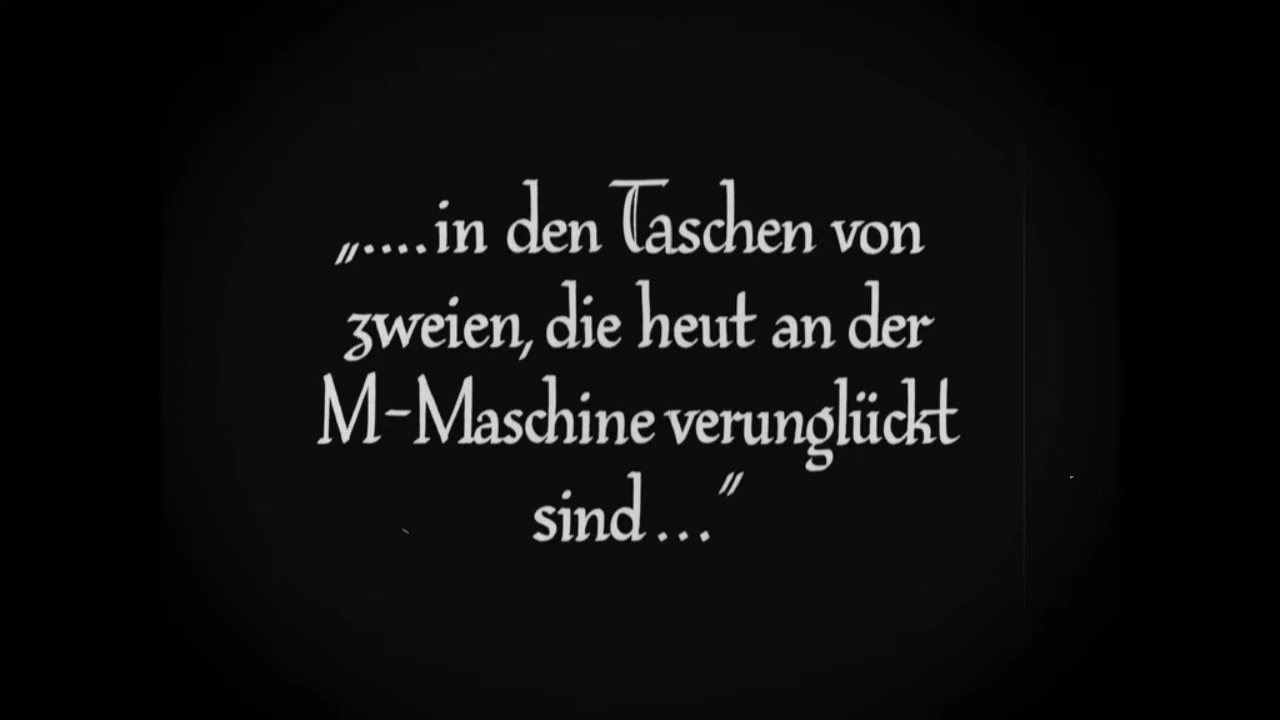 „....in den Taschen von
zweien, die heut an der
M-Maschine verunglückt
sind..."